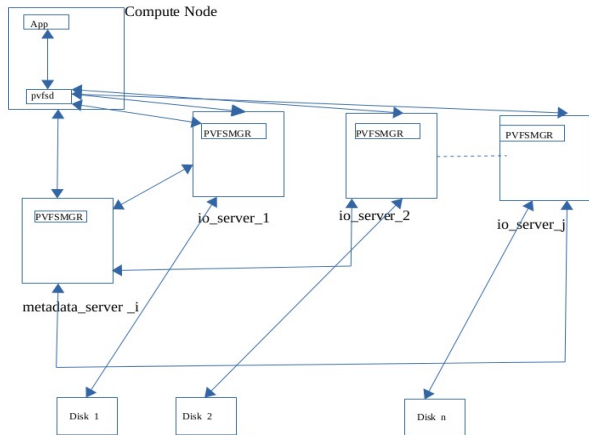 Compute Node
App
pvfsd
PVFSMGR
PVFSMGR
PVFSMGR
PVFSMGR
io_server_1
io_server_2
io_server_j
metadata_server _i
Disk 1
Disk 2
Disk n